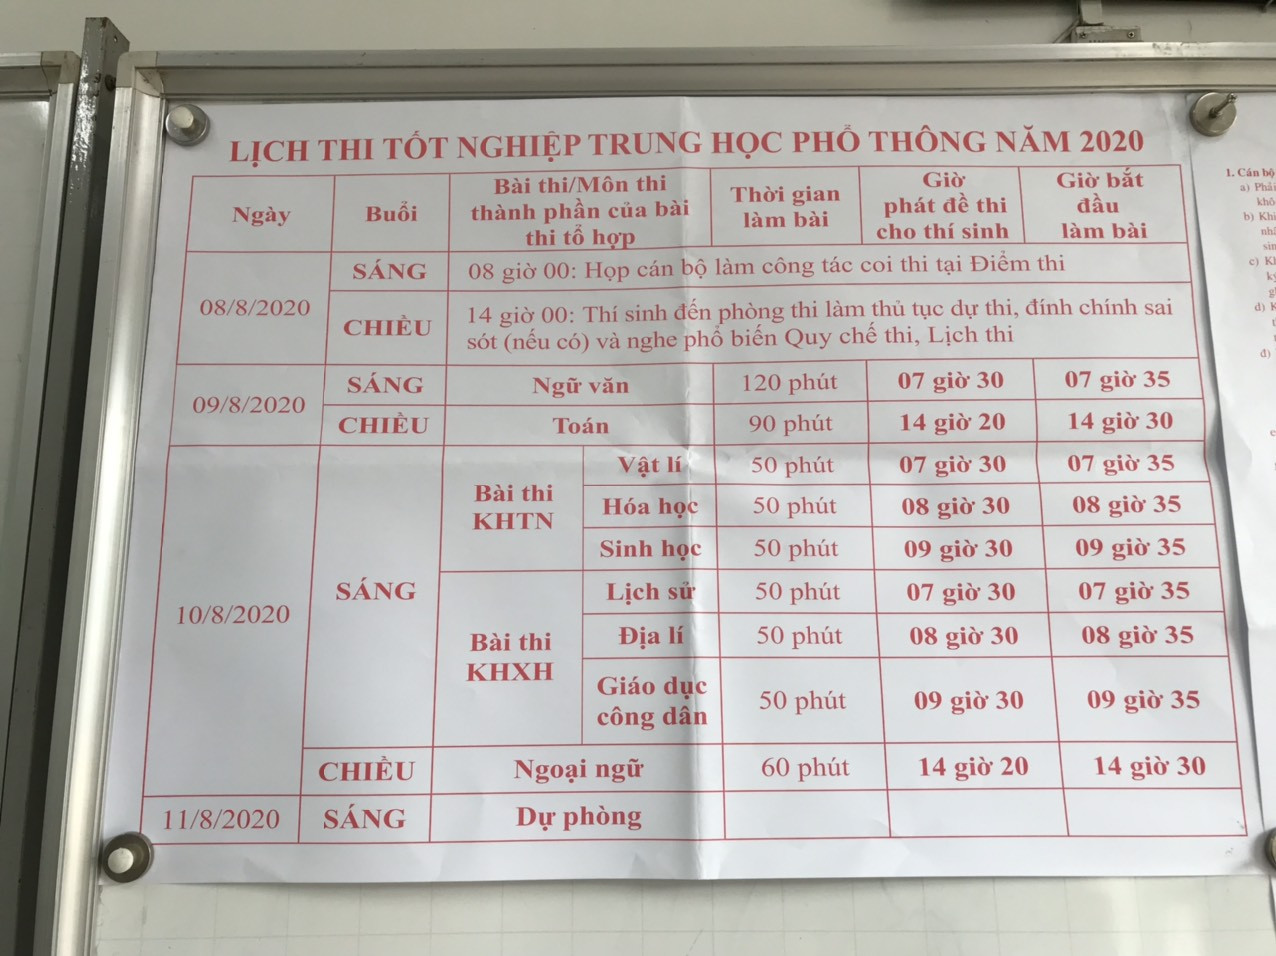 LỊCH THI TỐT NGHIỆP TRUNG HỌC PHỔ THÔNG NĂM 2020
Ngày
Buổi
Bài thi/Môn thi
thành phần của bài
thi tổ hợp
Thời gian
làm bài
Giờ
phát đề thi
cho thí sinh
Giờ bắt
đầu
làm bài
08/8/2020
SÁNG
08 giờ 00: Họp cán bộ làm công tác coi thi tại Điểm thi
CHIỀU
14 giờ 00: Thí sinh đến phòng thi làm thủ tục dự thi, đính chính sai
sót (nếu có) và nghe phổ biến Quy chế thi, Lịch thi
09/8/2020
SÁNG
Ngữ văn
120 phút
07 giờ 30
07 giờ 35
CHIỀU
Toán
90 phút
14 giờ 20
14 giờ 30
10/8/2020
SÁNG
Bài thi
KHTN
Vật lí
50 phút
07 giờ 30
07 giờ 35
Hóa học
50 phút
08 giờ 30
08 giờ 35
Sinh học
50 phút
09 giờ 30
09 giờ 35
Bài thi
KHXH
Lịch sử
50 phút
07 giờ 30
07 giờ 35
Địa lí
50 phút
08 giờ 30
08 giờ 35
Giáo dục
công dân
50 phút
09 giờ 30
09 giờ 35
CHIỀU
Ngoại ngữ
60 phút
14 giờ 20
14 giờ 30
11/8/2020
SÁNG
Dự phòng
1. Cán bộ
a) Phải
b)
c)
d)
đ)